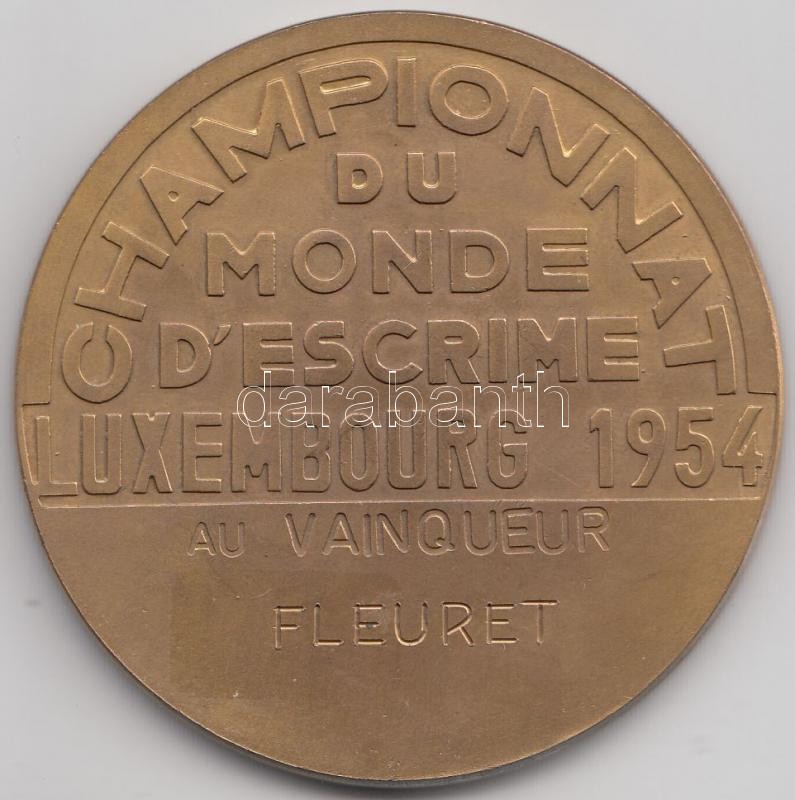 CHAMPIONNAT
DU
MONDE
D'ESCRIME
darabanth
LUXEMBOURG 1954
AU VAINQUEUR
FLEURET